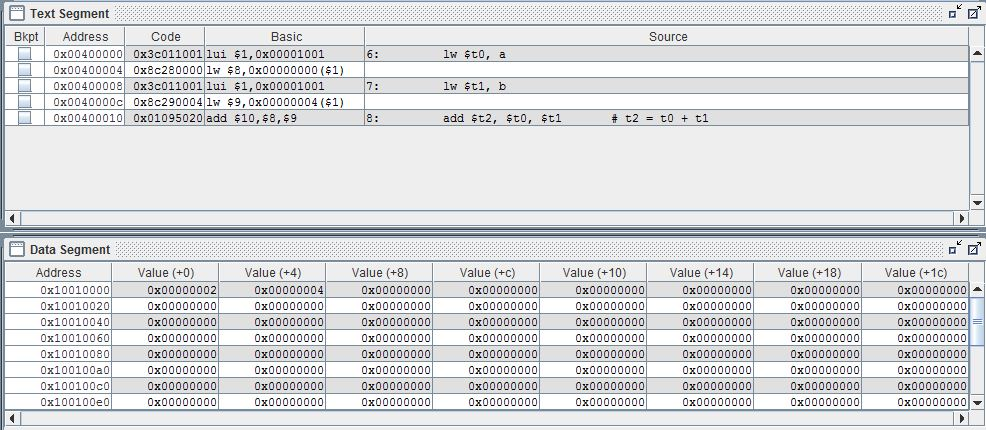 Text Segment
Bkpt Address Code Basic Source
0x00400000 0x3c011001 lui $1,0x00001001 6: lw $t0, a
0x00400004 0x8c280000 lw $8,0x00000000($1)
0x00400008 0x3c011001 lui $1,0x00001001 7: lw $t1, b
0x0040000c 0x8c290004 lw $9,0x00000004($1)
0x00400010 0x01095020 add $10,$8,$9 8: add $t2, $t0, $t1 # t2 = t0 + t1
Data Segment
Address Value (+0) Value (+4) Value (+8) Value (+c) Value (+10) Value (+14) Value (+18) Value (+1c)
0x10010000 0x00000002 0x00000004 0x00000000 0x00000000 0x00000000 0x00000000 0x00000000 0x00000000
0x10010020 0x00000000 0x00000000 0x00000000 0x00000000 0x00000000 0x00000000 0x00000000 0x00000000
0x10010040 0x00000000 0x00000000 0x00000000 0x00000000 0x00000000 0x00000000 0x00000000 0x00000000
0x10010060 0x00000000 0x00000000 0x00000000 0x00000000 0x00000000 0x00000000 0x00000000 0x00000000
0x10010080 0x00000000 0x00000000 0x00000000 0x00000000 0x00000000 0x00000000 0x00000000 0x00000000
0x100100a0 0x00000000 0x00000000 0x00000000 0x00000000 0x00000000 0x00000000 0x00000000 0x00000000
0x100100c0 0x00000000 0x00000000 0x00000000 0x00000000 0x00000000 0x00000000 0x00000000 0x00000000
0x100100e0 0x00000000 0x00000000 0x00000000 0x00000000 0x00000000 0x00000000 0x00000000 0x00000000